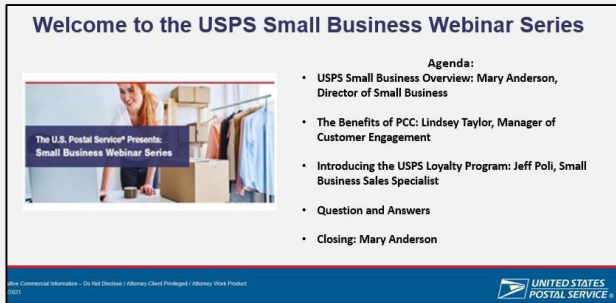 Welcome to the USPS Small Business Webinar Series
The U.S. Postal Service® Presents:
Small Business Webinar Series
Agenda:
• USPS Small Business Overview: Mary Anderson,
Director of Small Business
• The Benefits of PCC: Lindsey Taylor, Manager of
Customer Engagement
• Introducing the USPS Loyalty Program: Jeff Poli, Small
Business Sales Specialist
• Question and Answers
• Closing: Mary Anderson
Commercial Information – Do Not Disclose / Attorney-Client Privileged / Attorney Work Product
/2021
UNITED STATES
POSTAL SERVICE